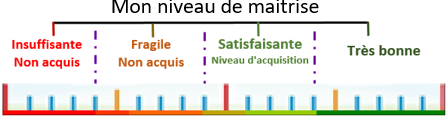 Mon niveau de maitrise
Insuffisante
Non acquis
Fragile
Non acquis
Satisfaisante
Niveau d'acquisition
Très bonne